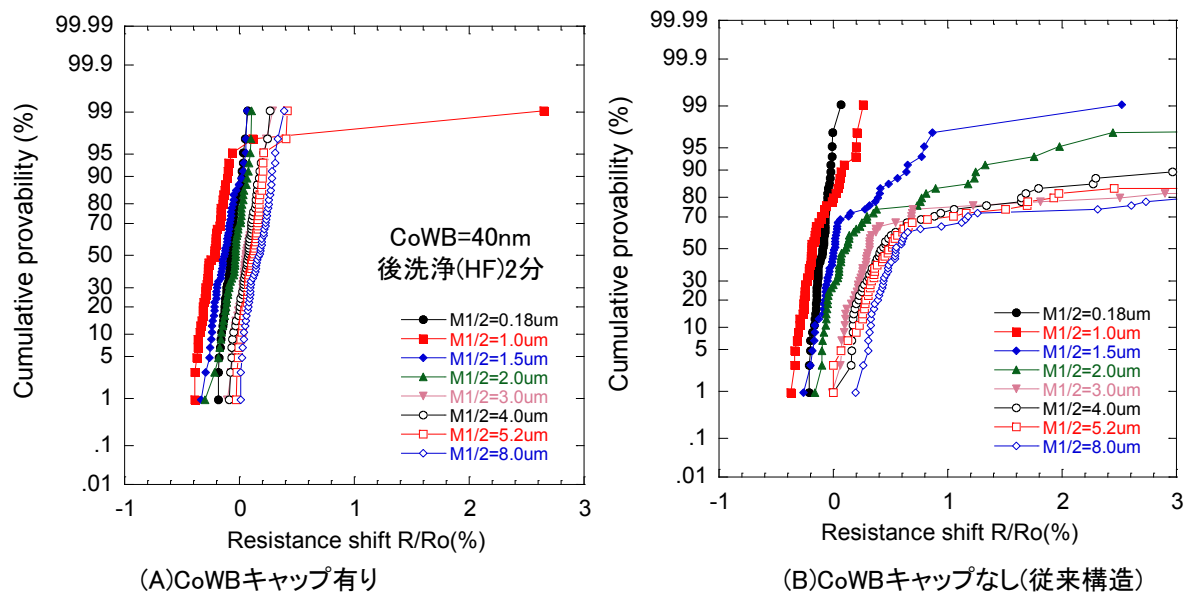 99.99
99.9
99
95
90
80
70
50
30
20
10
5
1
.1
.01
Cumulative provability (%)
CoWB=40nm
後洗浄(HF)2分
M1/2=0.18um
M1/2=1.0um
M1/2=1.5um
M1/2=2.0um
M1/2=3.0um
M1/2=4.0um
M1/2=5.2um
M1/2=8.0um
-1 0 1 2 3
Resistance shift R/Ro(%)
(A)CoWBキャップ有り
99.99
99.9
99
95
90
80
70
50
30
20
10
5
1
.1
.01
Cumulative provability (%)
M1/2=0.18um
M1/2=1.0um
M1/2=1.5um
M1/2=2.0um
M1/2=3.0um
M1/2=4.0um
M1/2=5.2um
M1/2=8.0um
-1 0 1 2 3
Resistance shift R/Ro(%)
(B)CoWBキャップなし(従来構造)